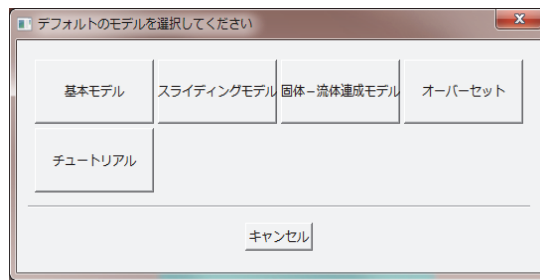 デフォルトのモデルを選択してください
基本モデル
スライディングモデル
固体−流体連成モデル
オーバーセット
チュートリアル
キャンセル